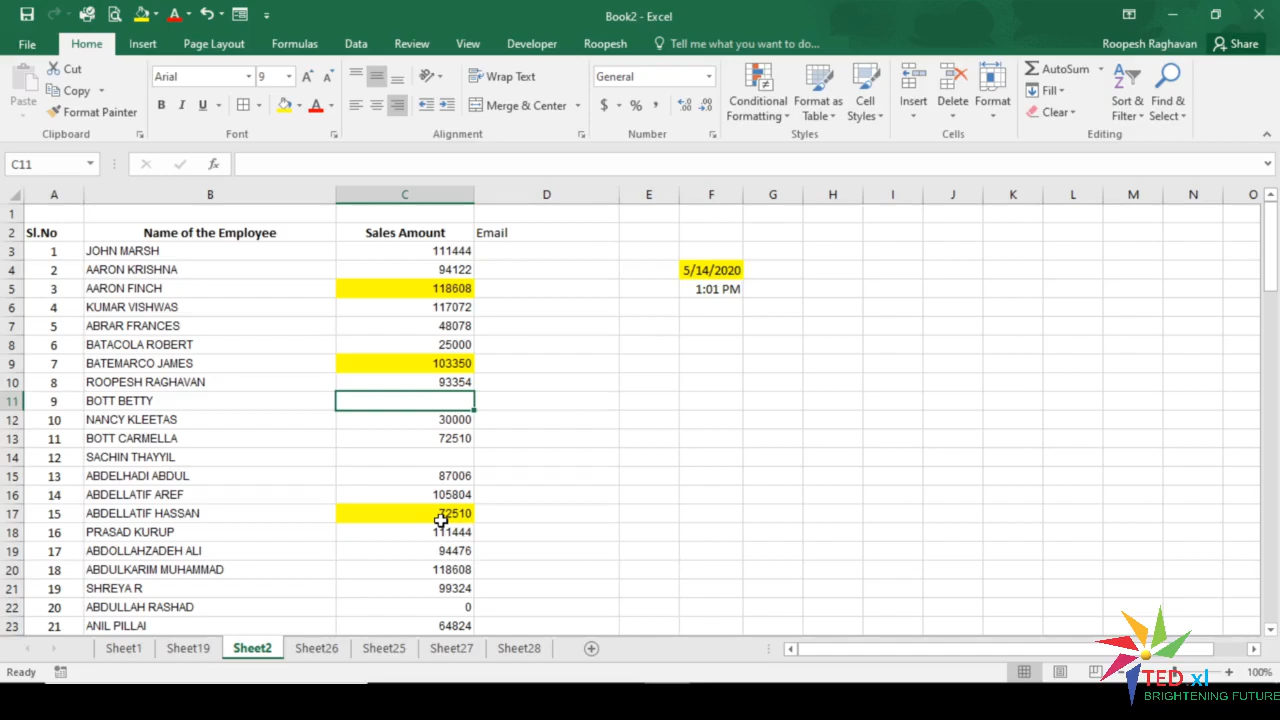 Book2 - Excel
File Home Insert Page Layout Formulas Data Review View Developer Roopesh Tell me what you want to do... Roopesh Raghavan Share
Paste Cut Copy Format Painter Clipboard
Arial 9 B I U Font
Wrap Text Merge & Center Alignment
General $ % , Number
Conditional Formatting Format as Table Cell Styles Styles
Insert Delete Format Cells
AutoSum Fill Clear Sort & Filter Find & Select Editing
C11 fx
A B C D E F G H I J K L M N O
1
2 Sl.No Name of the Employee Sales Amount Email
3 1 JOHN MARSH 111444
4 2 AARON KRISHNA 94122 5/14/2020
5 3 AARON FINCH 118608 1:01 PM
6 4 KUMAR VISHWAS 117072
7 5 ABRAR FRANCES 48078
8 6 BATACOLA ROBERT 25000
9 7 BATEMARCO JAMES 103350
10 8 ROOPESH RAGHAVAN 93354
11 9 BOTT BETTY
12 10 NANCY KLEETAS 30000
13 11 BOTT CARMELLA 72510
14 12 SACHIN THAYYIL
15 13 ABDELHADI ABDUL 87006
16 14 ABDELLATIF AREF 105804
17 15 ABDELLATIF HASSAN 72510
18 16 PRASAD KURUP 111444
19 17 ABDOLLAHZADEH ALI 94476
20 18 ABDULKARIM MUHAMMAD 118608
21 19 SHREYA R 99324
22 20 ABDULLAH RASHAD 0
23 21 ANIL PILLAI 64824
Sheet1 Sheet19 Sheet2 Sheet26 Sheet25 Sheet27 Sheet28
Ready 100%
TED.xl
BRIGHTENING FUTURE